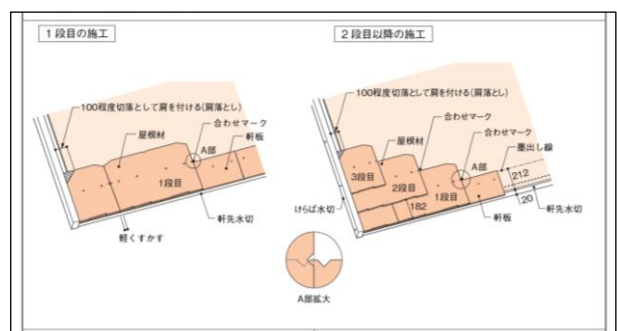 1段目の施工
100程度切落として肩を付ける(肩落とし)
合わせマーク
屋根材
軒板
A部
1段目
軒先水切
軽くすかす
2段目以降の施工
100程度切落として肩を付ける(肩落とし)
合わせマーク
屋根材
合わせマーク
墨出し線
A部
3段目
2段目
1段目
212
182
20
けらば水切
軒板
軒先水切
A部拡大